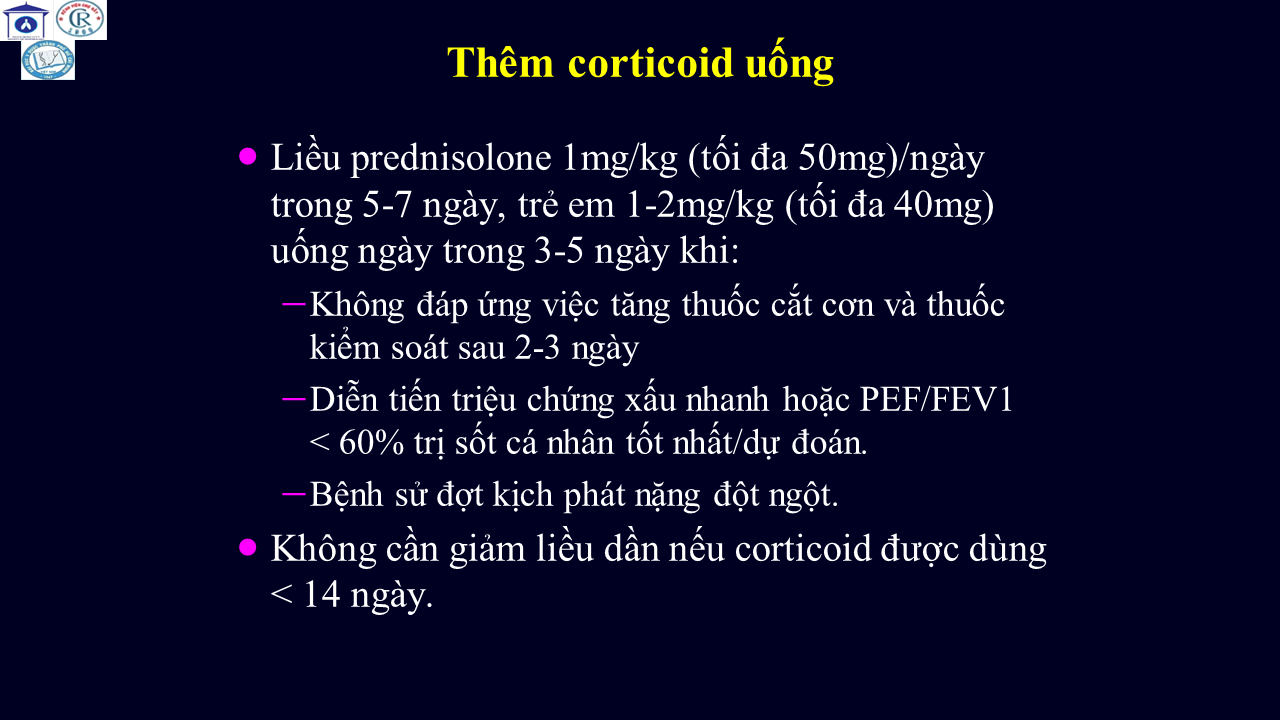 Thêm corticoid uống
Liều prednisolone 1mg/kg (tối đa 50mg)/ngày
trong 5-7 ngày, trẻ em 1-2mg/kg (tối đa 40mg)
uống ngày trong 3-5 ngày khi:
– Không đáp ứng việc tăng thuốc cắt cơn và thuốc
kiểm soát sau 2-3 ngày
– Diễn tiến triệu chứng xấu nhanh hoặc PEF/FEV1
< 60% trị sốt cá nhân tốt nhất/dự đoán.
– Bệnh sử đợt kịch phát nặng đột ngột.
Không cần giảm liều dần nếu corticoid được dùng
< 14 ngày.